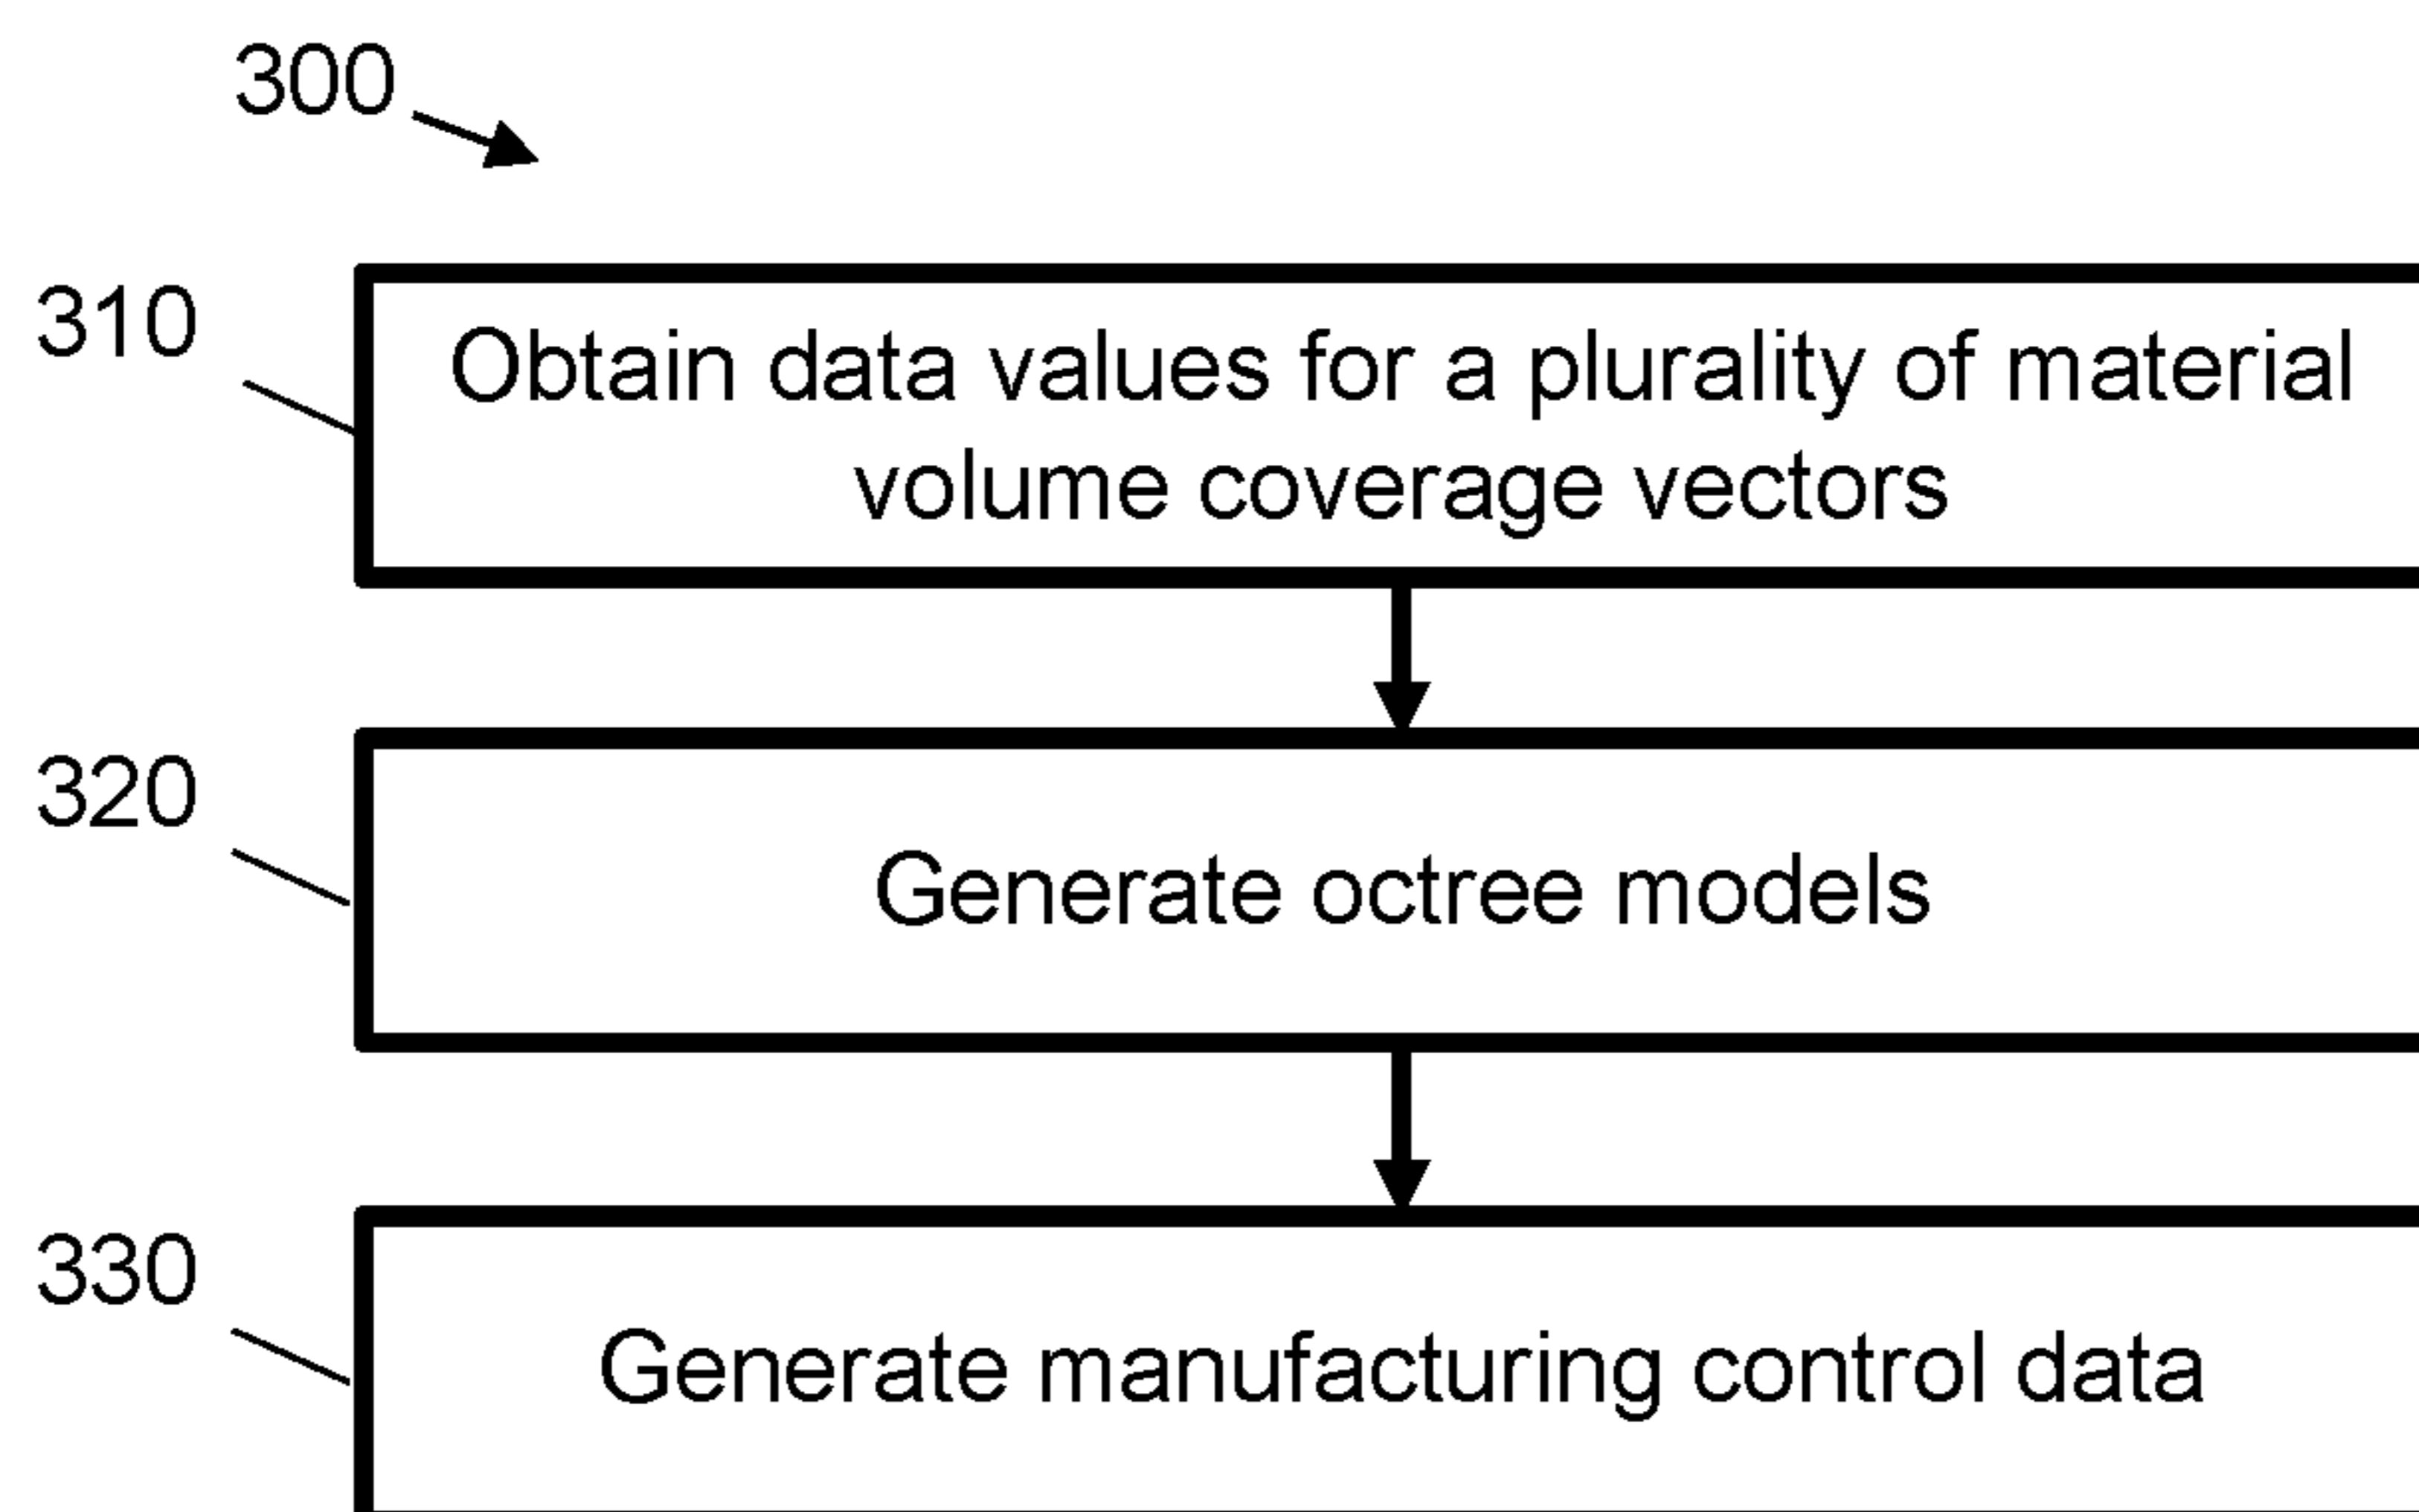 300
310
Obtain data values for a plurality of material
volume coverage vectors
320
Generate octree models
330
Generate manufacturing control data